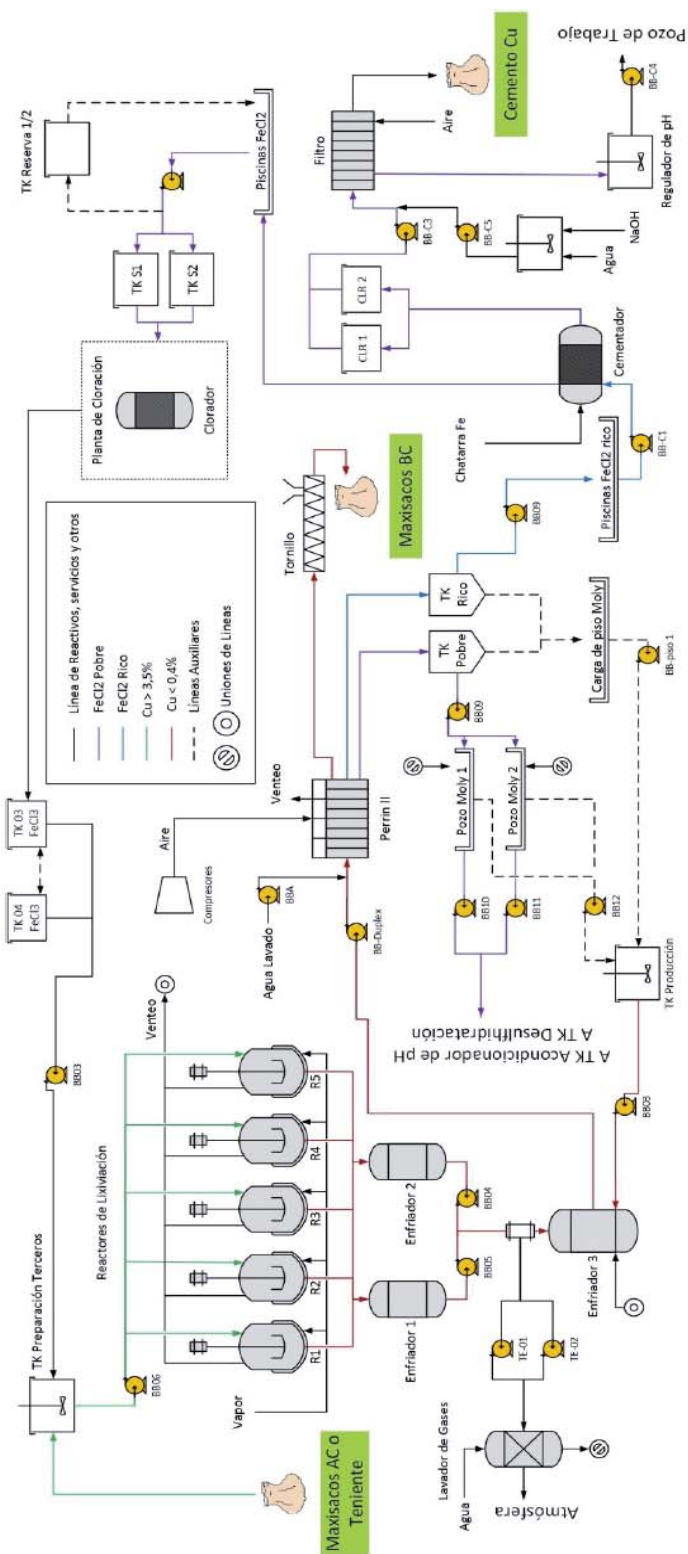 Maxisacos AC o
Teniente
TK Preparación Terceros
BB06
BB03
TK 04
FeCl3
TK 03
FeCl3
Reactores de Lixiviación
Vapor
R1
R2
R3
R4
R5
Venteo
Enfriador 1
Enfriador 2
BB05
BB04
Enfriador 3
TE-01
TE-02
Lavador de Gases
Agua
Atmósfera
Planta de Cloración
Clorador
TK S1
TK S2
TK Reserva 1/2
Piscinas FeCl2
Línea de Reactivos, servicios y otros
FeCl2 Pobre
FeCl2 Rico
Cu > 3,5%
Cu < 0,4%
Líneas Auxiliares
Uniones de Líneas
Compresores
Aire
Agua Lavado
BBA
BB-Duplex
Perrin II
Venteo
Tornillo
Maxisacos BC
TK
Pobre
TK
Rico
BB09
BB09
Pozo Moly 1
Pozo Moly 2
BB10
BB11
BB12
A TK Acondicionador de pH
A TK Desulfhidratación
TK Producción
BB08
Carga de piso Moly
BB-piso 1
Piscinas FeCl2 rico
BB-C1
Chatarra Fe
Cementador
CLR 1
CLR 2
BB-C3
BB-C5
Agua
NaOH
Filtro
Aire
Cemento Cu
Regulador de pH
BB-C4
Pozo de Trabajo